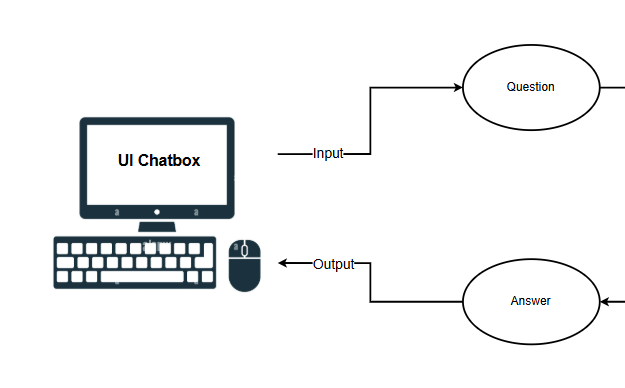 Question
UI Chatbox
Input
Output
Answer